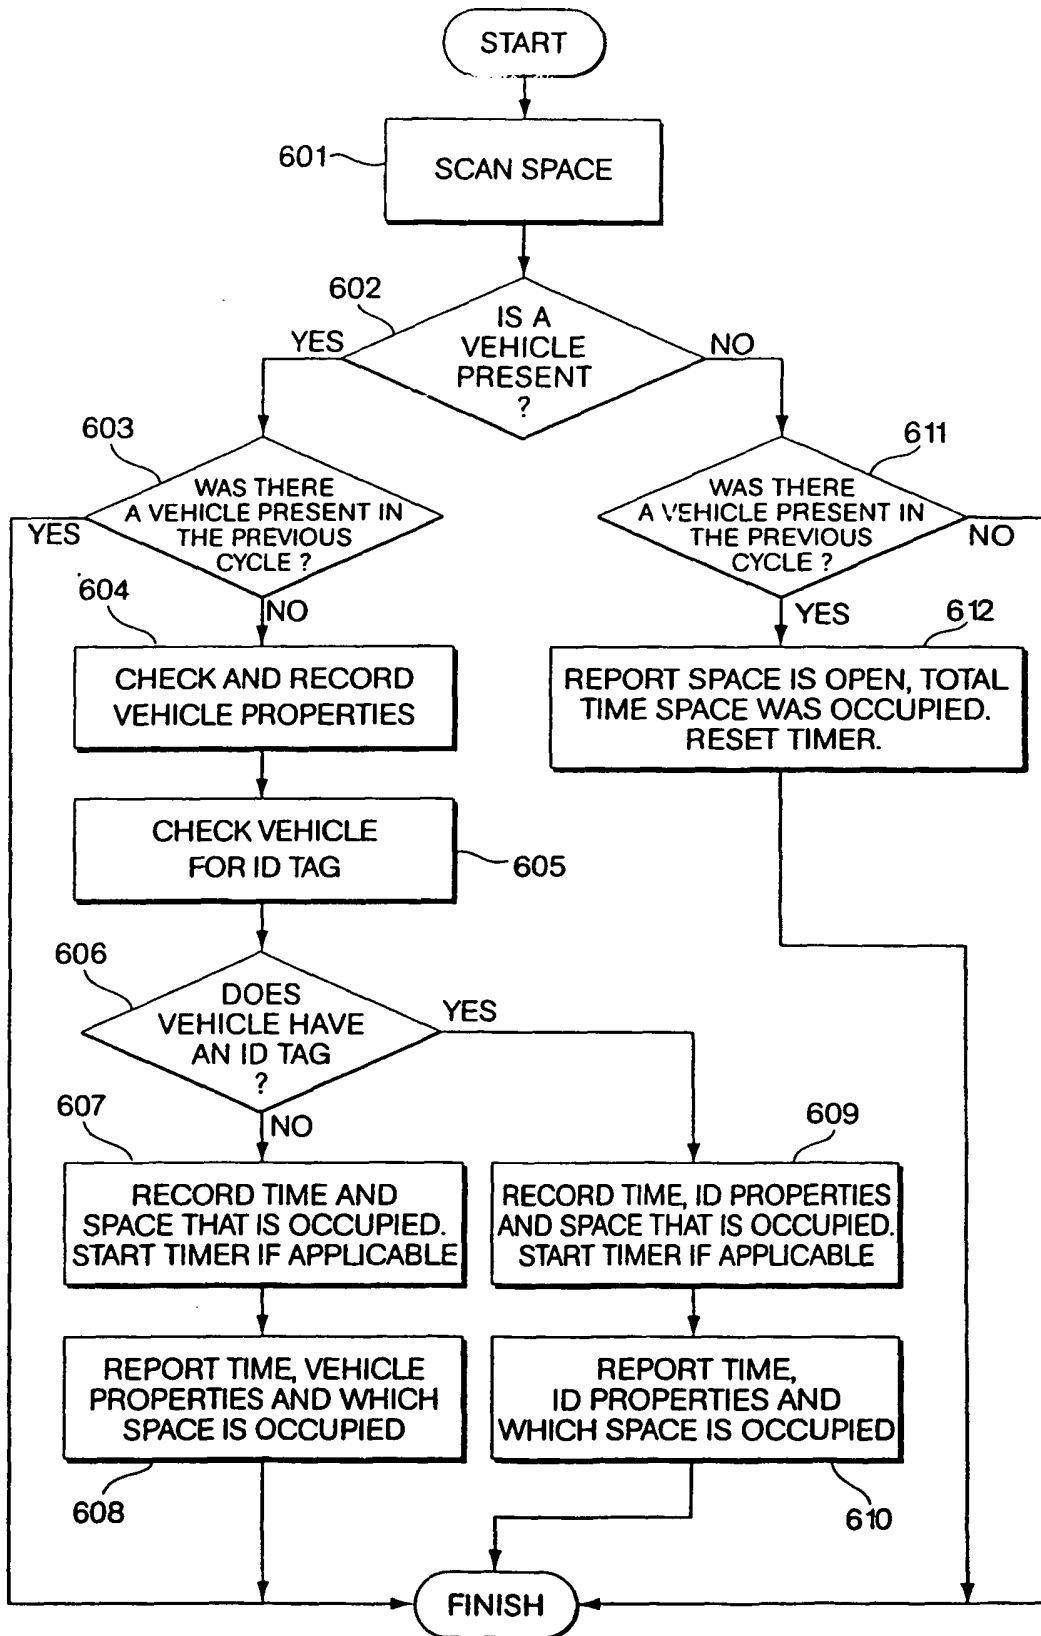 START
601
SCAN SPACE
602
IS A
VEHICLE
PRESENT
?
YES
NO
603
WAS THERE
A VEHICLE PRESENT IN
THE PREVIOUS
CYCLE ?
YES
NO
611
WAS THERE
A VEHICLE PRESENT IN
THE PREVIOUS
CYCLE ?
NO
YES
604
CHECK AND RECORD
VEHICLE PROPERTIES
612
REPORT SPACE IS OPEN, TOTAL
TIME SPACE WAS OCCUPIED.
RESET TIMER.
CHECK VEHICLE
FOR ID TAG
605
606
DOES
VEHICLE HAVE
AN ID TAG
?
YES
NO
607
RECORD TIME AND
SPACE THAT IS OCCUPIED.
START TIMER IF APPLICABLE
609
RECORD TIME, ID PROPERTIES
AND SPACE THAT IS OCCUPIED.
START TIMER IF APPLICABLE
REPORT TIME, VEHICLE
PROPERTIES AND WHICH
SPACE IS OCCUPIED
608
REPORT TIME,
ID PROPERTIES AND
WHICH SPACE IS OCCUPIED
610
FINISH